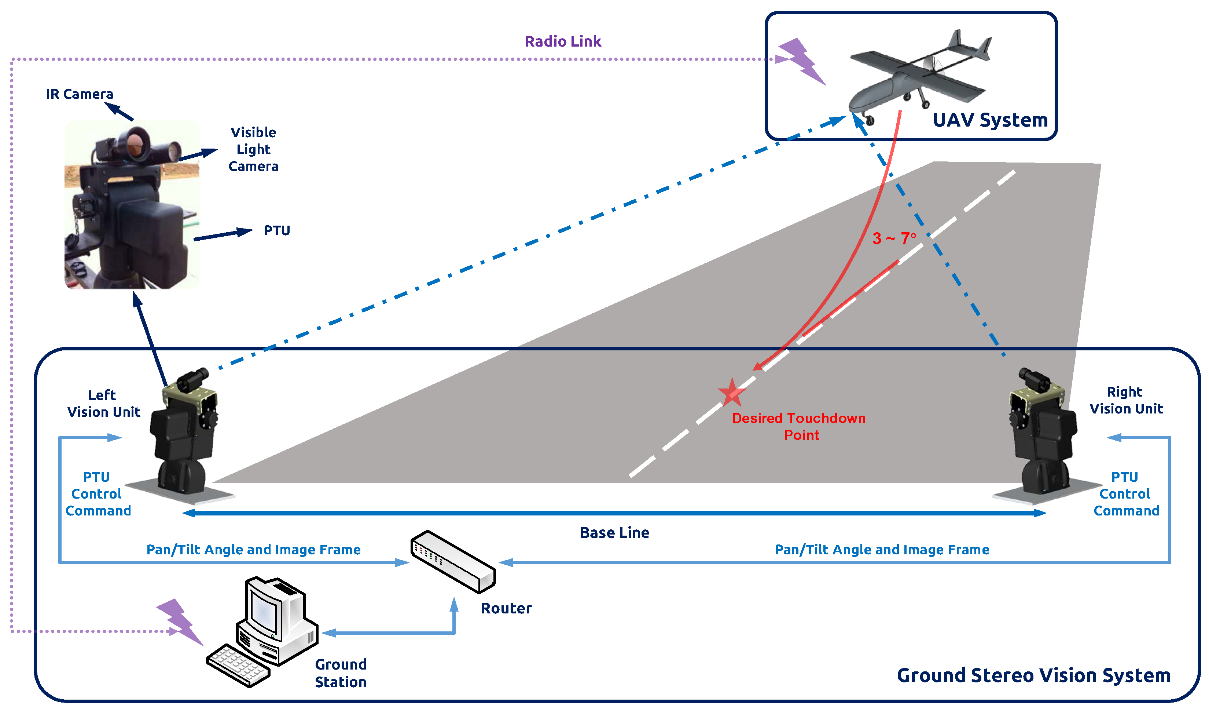 Radio Link
IR Camera
Visible
Light
Camera
UAV System
PTU
3 ~ 7°
Left
Vision Unit
Right
Vision Unit
Desired Touchdown
Point
PTU
Control
Command
PTU
Control
Command
Base Line
Pan/Tilt Angle and Image Frame
Pan/Tilt Angle and Image Frame
Router
Ground
Station
Ground Stereo Vision System